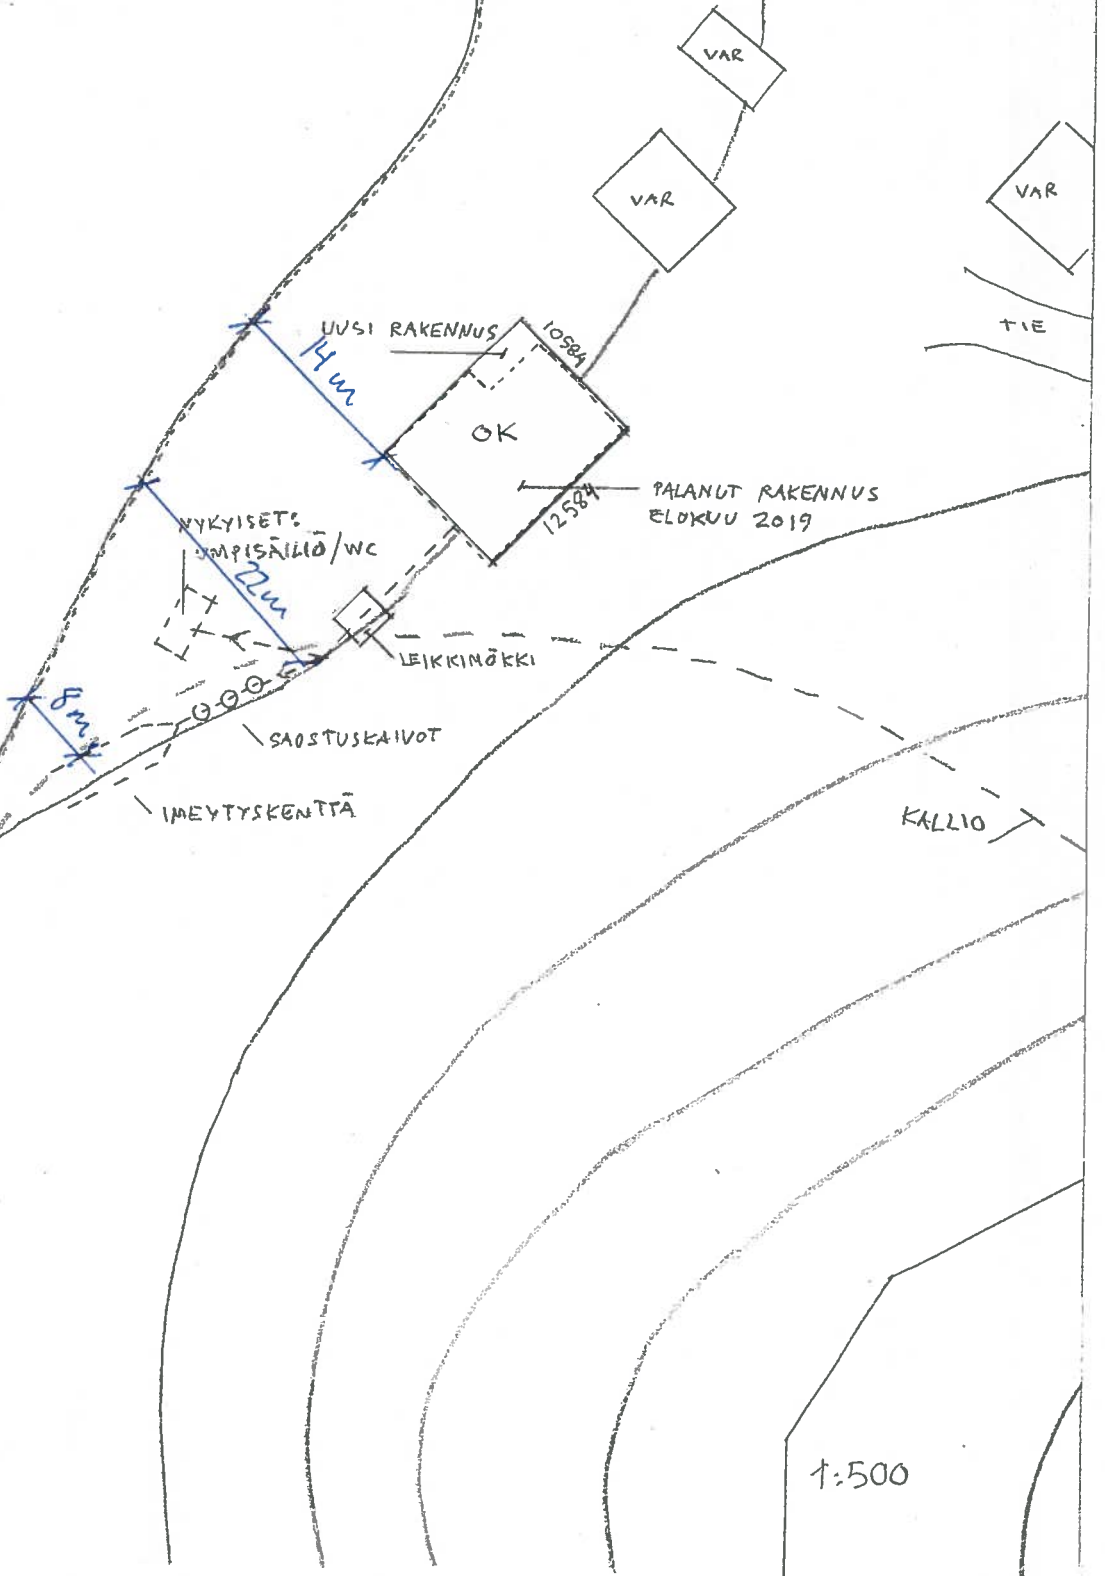 VAR
VAR
VAR
TIE
UUSI RAKENNUS
10584
14 m
OK
PALANUT RAKENNUS
ELOKUU 2019
12584
NYKYISET:
UMPISÄILIÖ/WC
22m
LEIKKIMÖKKI
8m
SAOSTUSKAIVOT
IMEYTYSKENTTÄ
KALLIO
1:500